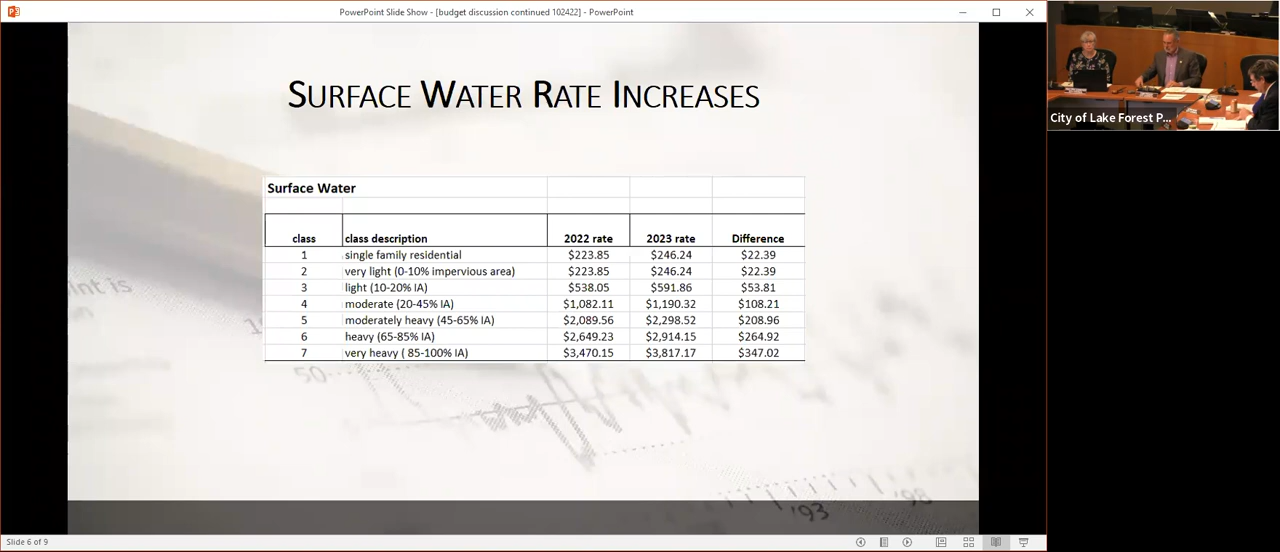 PowerPoint Slide Show - [budget discussion continued 102422] - PowerPoint
SURFACE WATER RATE INCREASES
Surface Water
class class description 2022 rate 2023 rate Difference
1 single family residential $223.85 $246.24 $22.39
2 very light (0-10% impervious area) $223.85 $246.24 $22.39
3 light (10-20% IA) $538.05 $591.86 $53.81
4 moderate (20-45% IA) $1,082.11 $1,190.32 $108.21
5 moderately heavy (45-65% IA) $2,089.56 $2,298.52 $208.96
6 heavy (65-85% IA) $2,649.23 $2,914.15 $264.92
7 very heavy ( 85-100% IA) $3,470.15 $3,817.17 $347.02
int is
50
'93
'98
Slide 6 of 9
City of Lake Forest P...